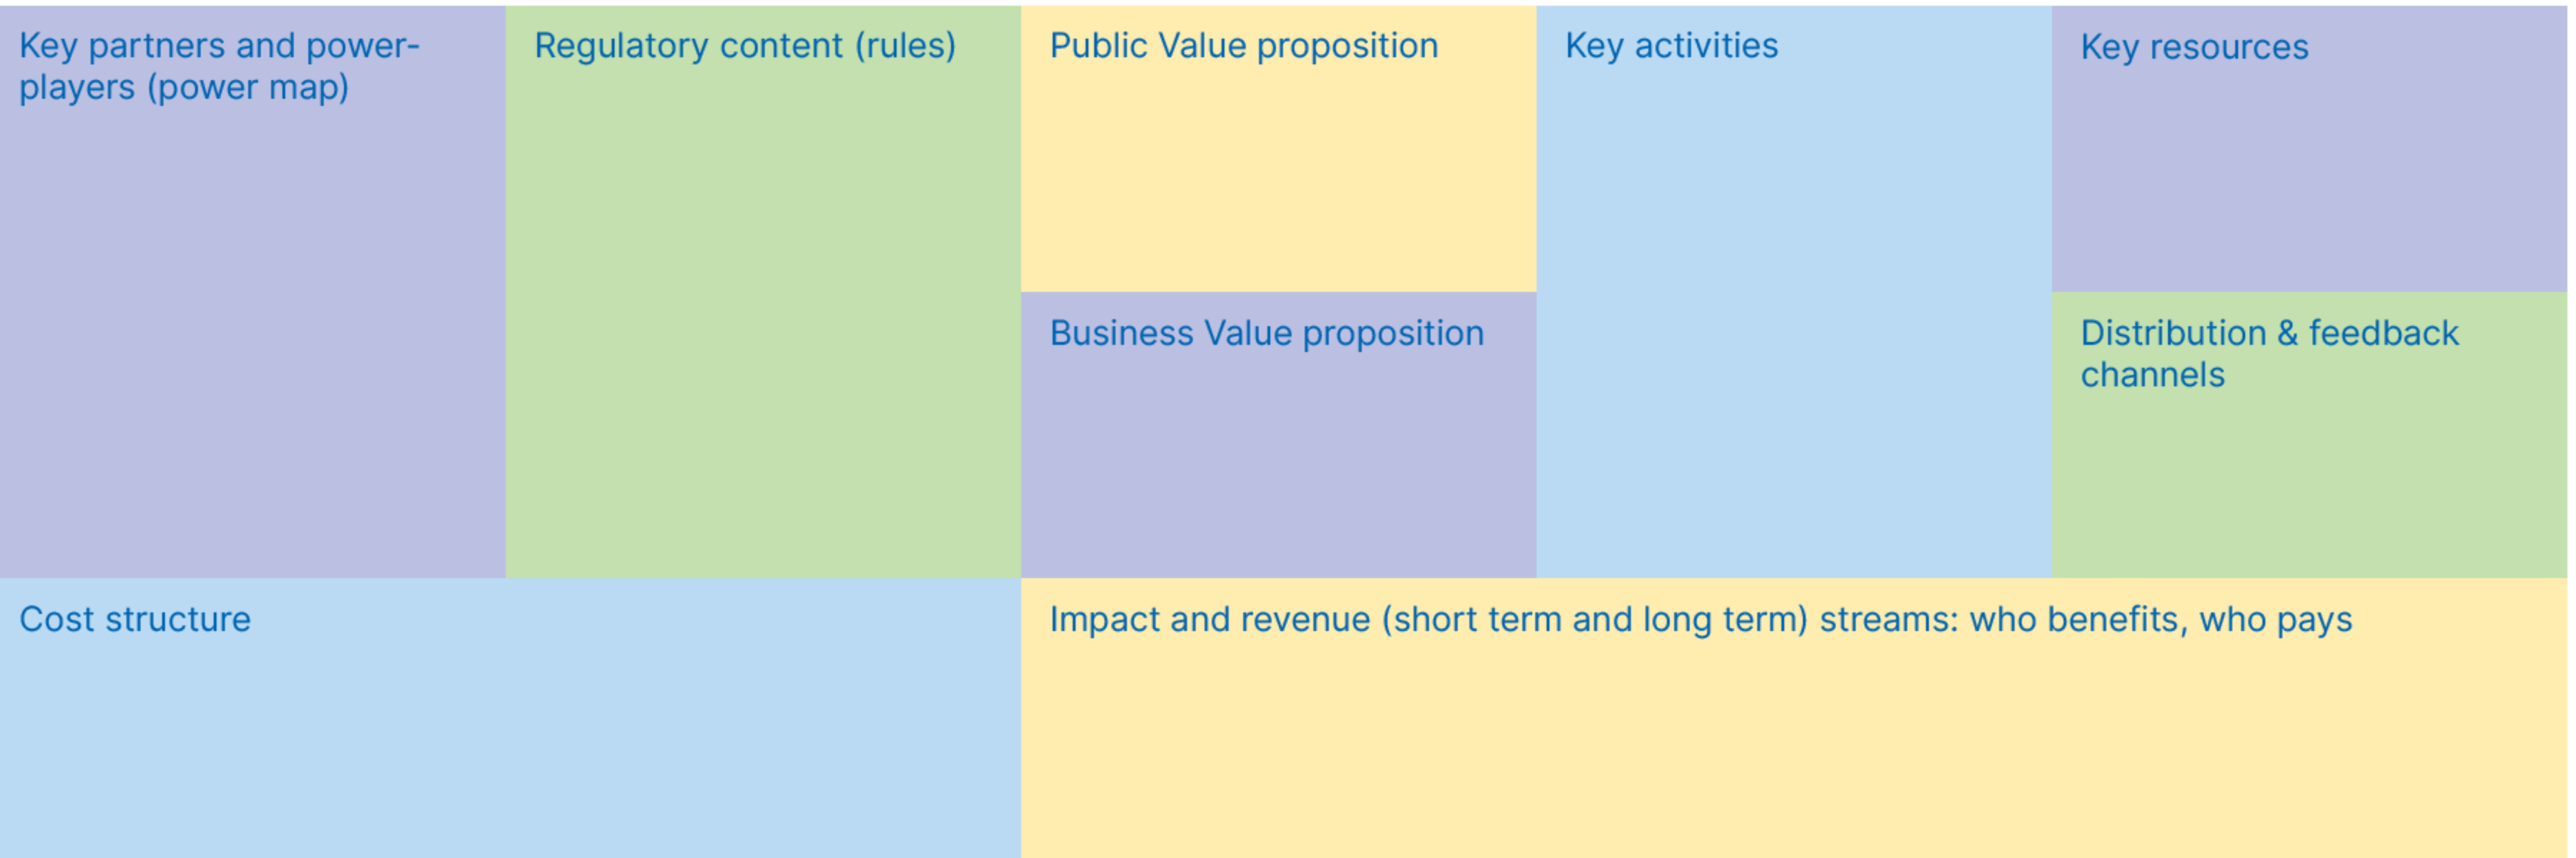 Key partners and power-
players (power map)
Regulatory content (rules)
Public Value proposition
Business Value proposition
Key activities
Key resources
Distribution & feedback
channels
Cost structure
Impact and revenue (short term and long term) streams: who benefits, who pays